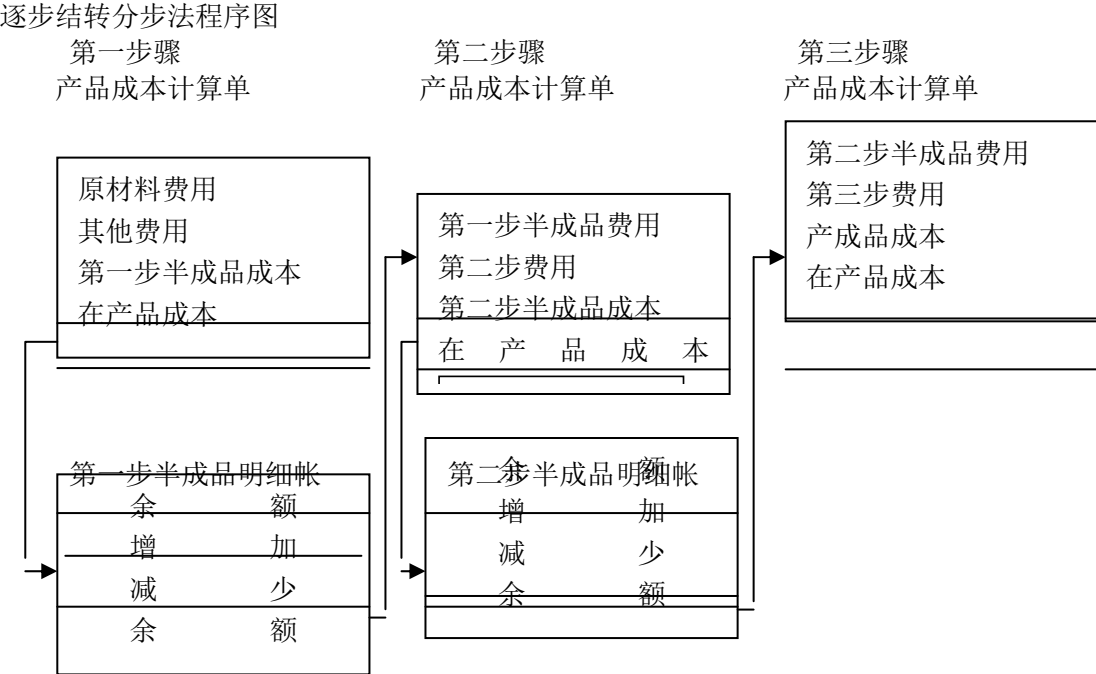 逐步结转分步法程序图
第一步骤 第二步骤 第三步骤
产品成本计算单 产品成本计算单 产品成本计算单
原材料费用
其他费用
第一步半成品成本
在产品成本
第一步半成品费用
第二步费用
第二步半成品成本
在产品成本
第二步半成品费用
第三步费用
产成品成本
在产品成本
第一步半成品明细帐
余 额
增 加
减 少
余 额
第二步半成品明细帐
余 额
增 加
减 少
余 额